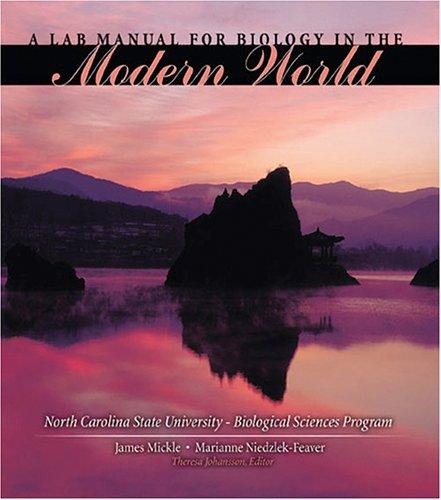 A LAB MANUAL FOR BIOLOGY IN THE
Modern World
North Carolina State University - Biological Sciences Program
James Mickle • Marianne Niedzlek-Feaver
Theresa Johansson, Editor